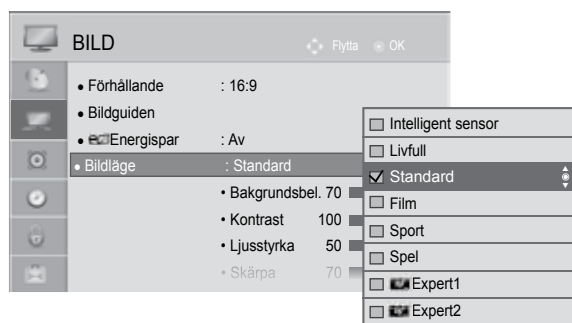 BILD Flytta OK
• Förhållande : 16:9
• Bildguiden
• Energispar : Av
• Bildläge : Standard
• Bakgrundsbel. 70
• Kontrast 100
• Ljusstyrka 50
• Skärpa 70
Intelligent sensor
Livfull
Standard
Film
Sport
Spel
Expert1
Expert2